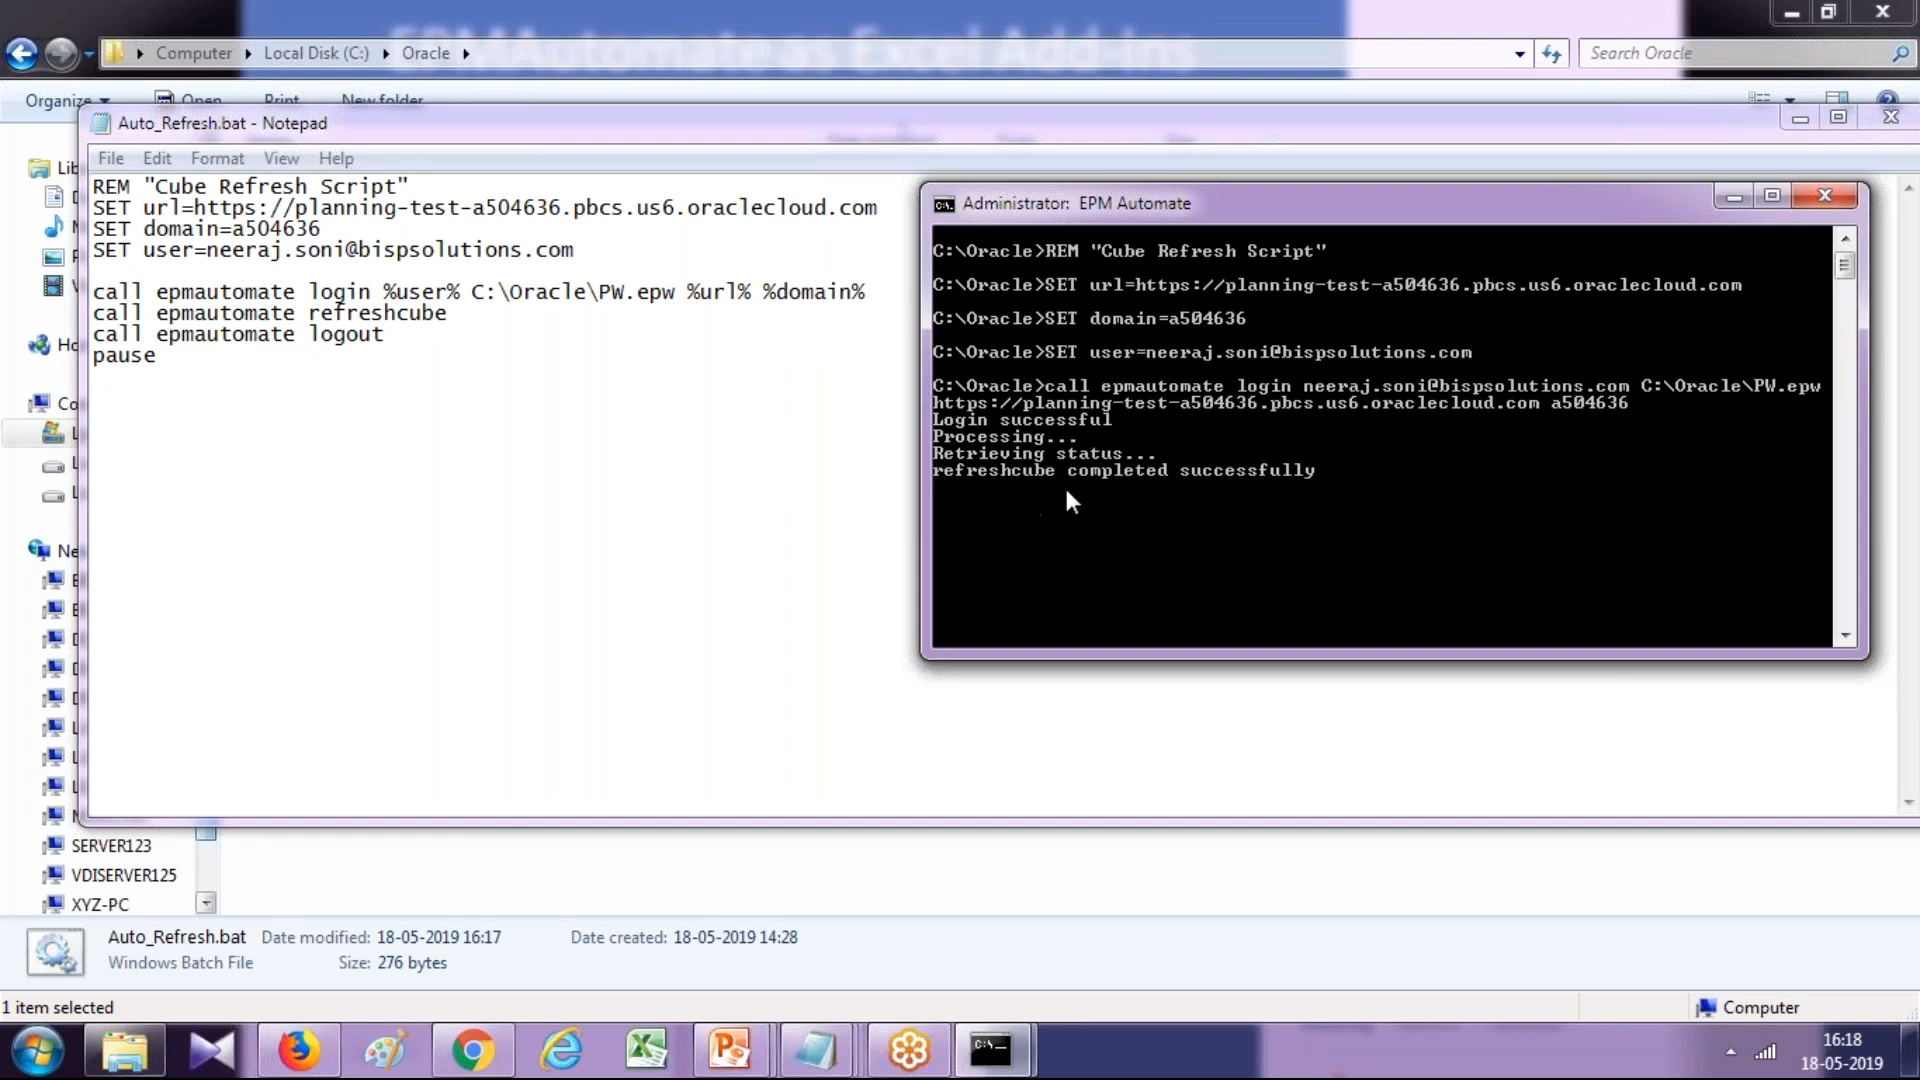 EPMAutomate as Excel Add-Ins
Computer Local Disk (C:) Oracle
Search Oracle
Organize Open Print New folder
Auto_Refresh.bat - Notepad
File Edit Format View Help
REM "Cube Refresh Script"
SET url=https://planning-test-a504636.pbcs.us6.oraclecloud.com
SET domain=a504636
SET user=neeraj.soni@bispsolutions.com
call epmautomate login %user% C:\Oracle\PW.epw %url% %domain%
call epmautomate refreshcube
call epmautomate logout
pause
Administrator: EPM Automate
C:\Oracle>REM "Cube Refresh Script"
C:\Oracle>SET url=https://planning-test-a504636.pbcs.us6.oraclecloud.com
C:\Oracle>SET domain=a504636
C:\Oracle>SET user=neeraj.soni@bispsolutions.com
C:\Oracle>call epmautomate login neeraj.soni@bispsolutions.com C:\Oracle\PW.epw
https://planning-test-a504636.pbcs.us6.oraclecloud.com a504636
Login successful
Processing...
Retrieving status...
refreshcube completed successfully
SERVER123
VDISERVER125
XYZ-PC
Auto_Refresh.bat Date modified: 18-05-2019 16:17 Date created: 18-05-2019 14:28
Windows Batch File Size: 276 bytes
1 item selected
Computer
16:18
18-05-2019